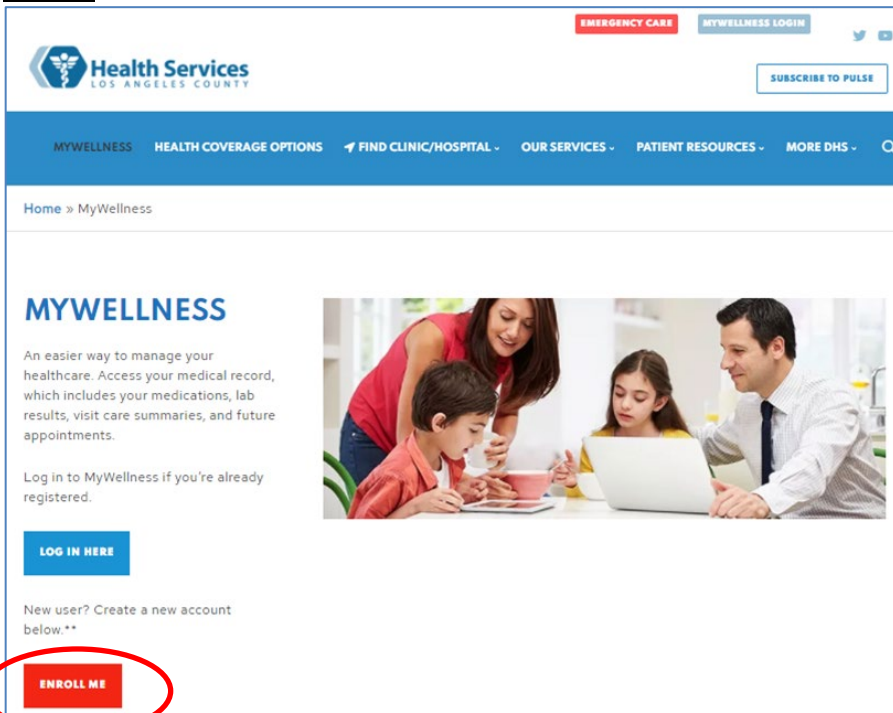 EMERGENCY CARE
MYWELLNESS LOGIN
Health Services
LOS ANGELES COUNTY
SUBSCRIBE TO PULSE
MYWELLNESS
HEALTH COVERAGE OPTIONS
FIND CLINIC/HOSPITAL
OUR SERVICES
PATIENT RESOURCES
MORE DHS
Home » MyWellness
MYWELLNESS
An easier way to manage your
healthcare. Access your medical record,
which includes your medications, lab
results, visit care summaries, and future
appointments.
Log in to MyWellness if you're already
registered.
LOG IN HERE
New user? Create a new account
below.**
ENROLL ME